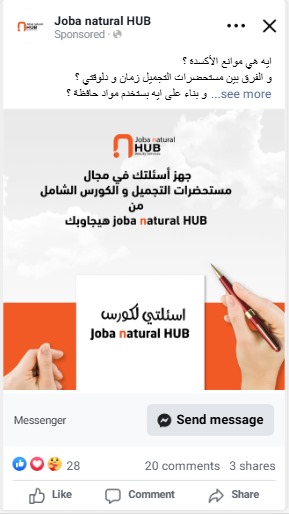 Joba natural HUB
Sponsored ·
ايه هي موانع الأكسدة ؟
و الفرق بين مستحضرات التجميل زمان و دلوقتي ؟
و بناء على ايه بستخدم مواد حافظة ؟ ...see more
Joba natural
HUB
جهز أسئلتك في مجال
مستحضرات التجميل و الكورس الشامل
من
joba natural HUB هيجاوبك
اسئلتي لكورس
Joba natural HUB
Messenger
Send message
28
20 comments 3 shares
Like
Comment
Share